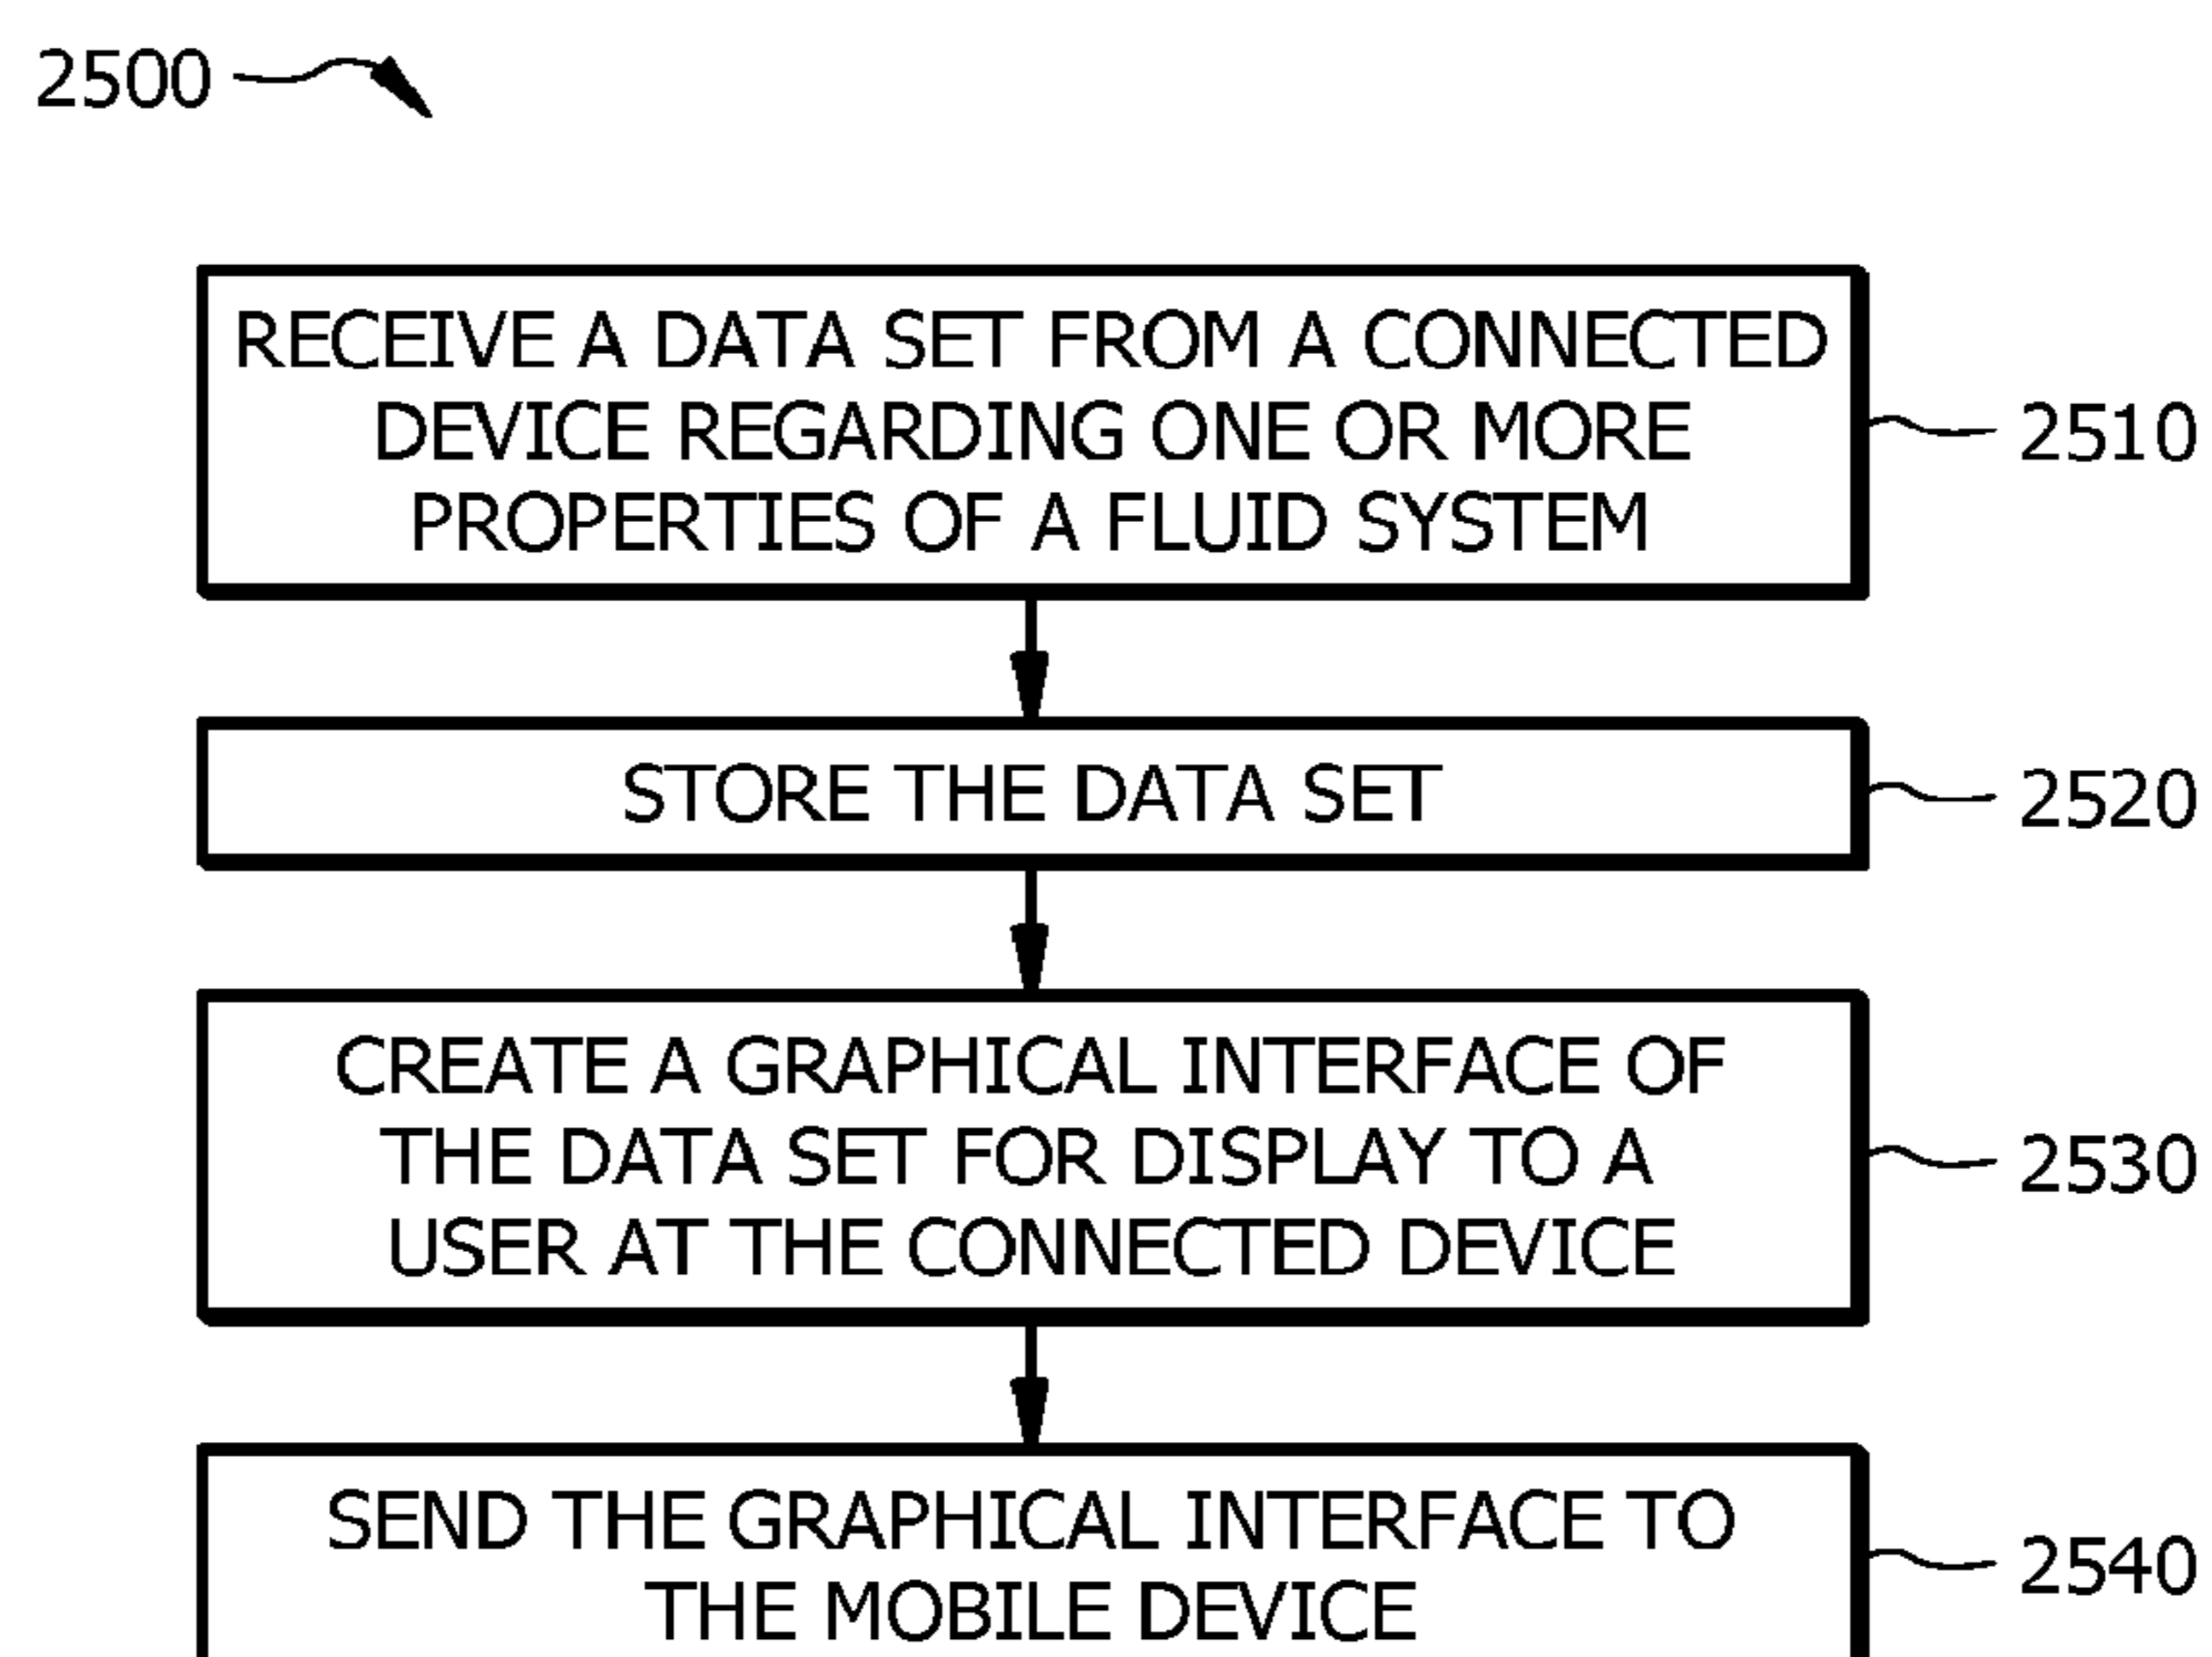 2500
RECEIVE A DATA SET FROM A CONNECTED
DEVICE REGARDING ONE OR MORE
PROPERTIES OF A FLUID SYSTEM
2510
STORE THE DATA SET
2520
CREATE A GRAPHICAL INTERFACE OF
THE DATA SET FOR DISPLAY TO A
USER AT THE CONNECTED DEVICE
2530
SEND THE GRAPHICAL INTERFACE TO
THE MOBILE DEVICE
2540